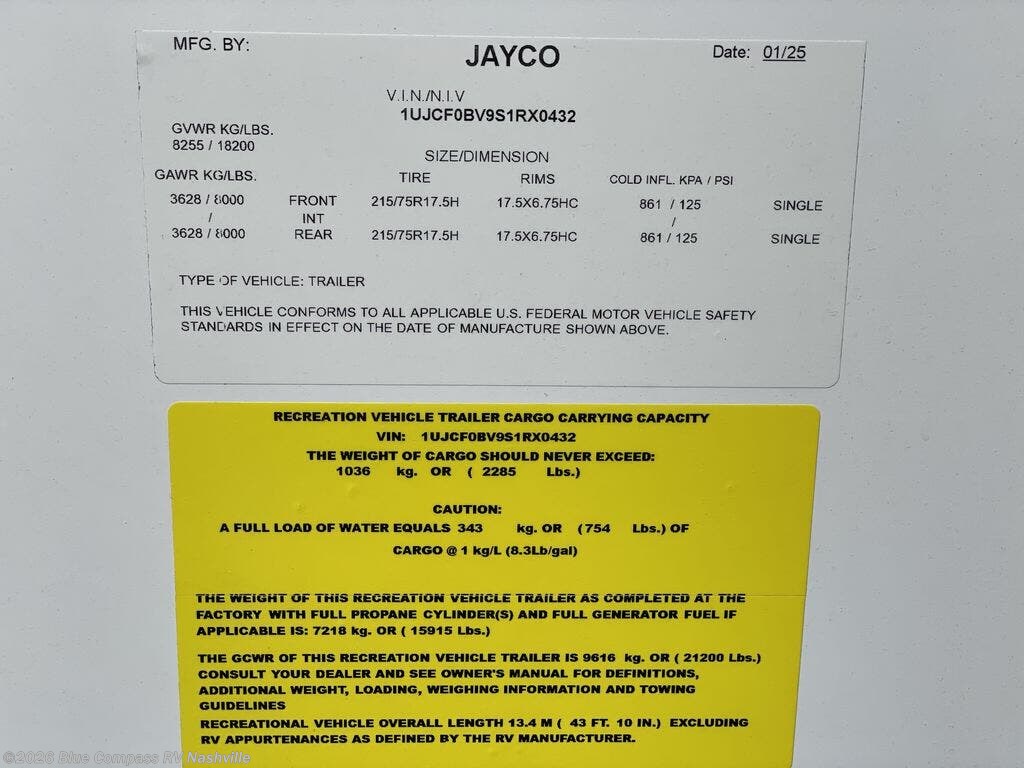 MFG. BY: JAYCO Date: 01/25
V.I.N./N.I.V
1UJCF0BV9S1RX0432
GVWR KG/LBS.
8255 / 18200
SIZE/DIMENSION
GAWR KG/LBS. TIRE RIMS COLD INFL. KPA / PSI
3628 / 8000 FRONT 215/75R17.5H 17.5X6.75HC 861 / 125 SINGLE
/ INT /
3628 / 8000 REAR 215/75R17.5H 17.5X6.75HC 861 / 125 SINGLE
TYPE OF VEHICLE: TRAILER
THIS VEHICLE CONFORMS TO ALL APPLICABLE U.S. FEDERAL MOTOR VEHICLE SAFETY
STANDARDS IN EFFECT ON THE DATE OF MANUFACTURE SHOWN ABOVE.
RECREATION VEHICLE TRAILER CARGO CARRYING CAPACITY
VIN: 1UJCF0BV9S1RX0432
THE WEIGHT OF CARGO SHOULD NEVER EXCEED:
1036 kg. OR ( 2285 Lbs.)
CAUTION:
A FULL LOAD OF WATER EQUALS 343 kg. OR (754 Lbs.) OF
CARGO @ 1 kg/L (8.3Lb/gal)
THE WEIGHT OF THIS RECREATION VEHICLE TRAILER AS COMPLETED AT THE
FACTORY WITH FULL PROPANE CYLINDER(S) AND FULL GENERATOR FUEL IF
APPLICABLE IS: 7218 kg. OR ( 15915 Lbs.)
THE GCWR OF THIS RECREATION VEHICLE TRAILER IS 9616 kg. OR ( 21200 Lbs.)
CONSULT YOUR DEALER AND SEE OWNER'S MANUAL FOR DEFINITIONS,
ADDITIONAL WEIGHT, LOADING, WEIGHING INFORMATION AND TOWING
GUIDELINES
RECREATIONAL VEHICLE OVERALL LENGTH 13.4 M ( 43 FT. 10 IN.) EXCLUDING
RV APPURTENANCES AS DEFINED BY THE RV MANUFACTURER.
©2026 Blue Compass RV Nashville